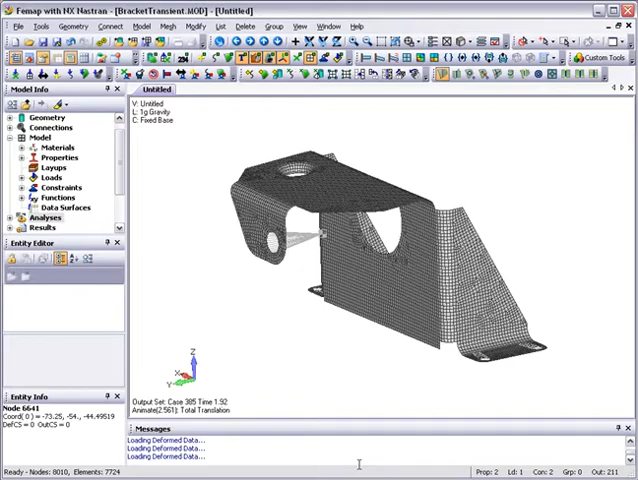 Femap with NX Nastran - [BracketTransient.MOD] - [Untitled]
File Tools Geometry Connect Model Mesh Modify List Delete Group View Window Help
Custom Tools
Model Info
Untitled
Geometry
Connections
Model
Materials
Properties
Layups
Loads
Constraints
Functions
Data Surfaces
Analyses
Results
V: Untitled
L: 1g Gravity
C: Fixed Base
Entity Editor
Z
X
Y
Output Set: Case 385 Time 1.92
Animate(2.561): Total Translation
Entity Info
Node 6641
Coord( 0 ) = -73.25, -54., -44.49519
DefCS = 0 OutCS = 0
Messages
Loading Deformed Data...
Loading Deformed Data...
Loading Deformed Data...
Ready - Nodes: 8010, Elements: 7724
Prop: 2 Ld: 1 Con: 2 Grp: 0 Out: 211